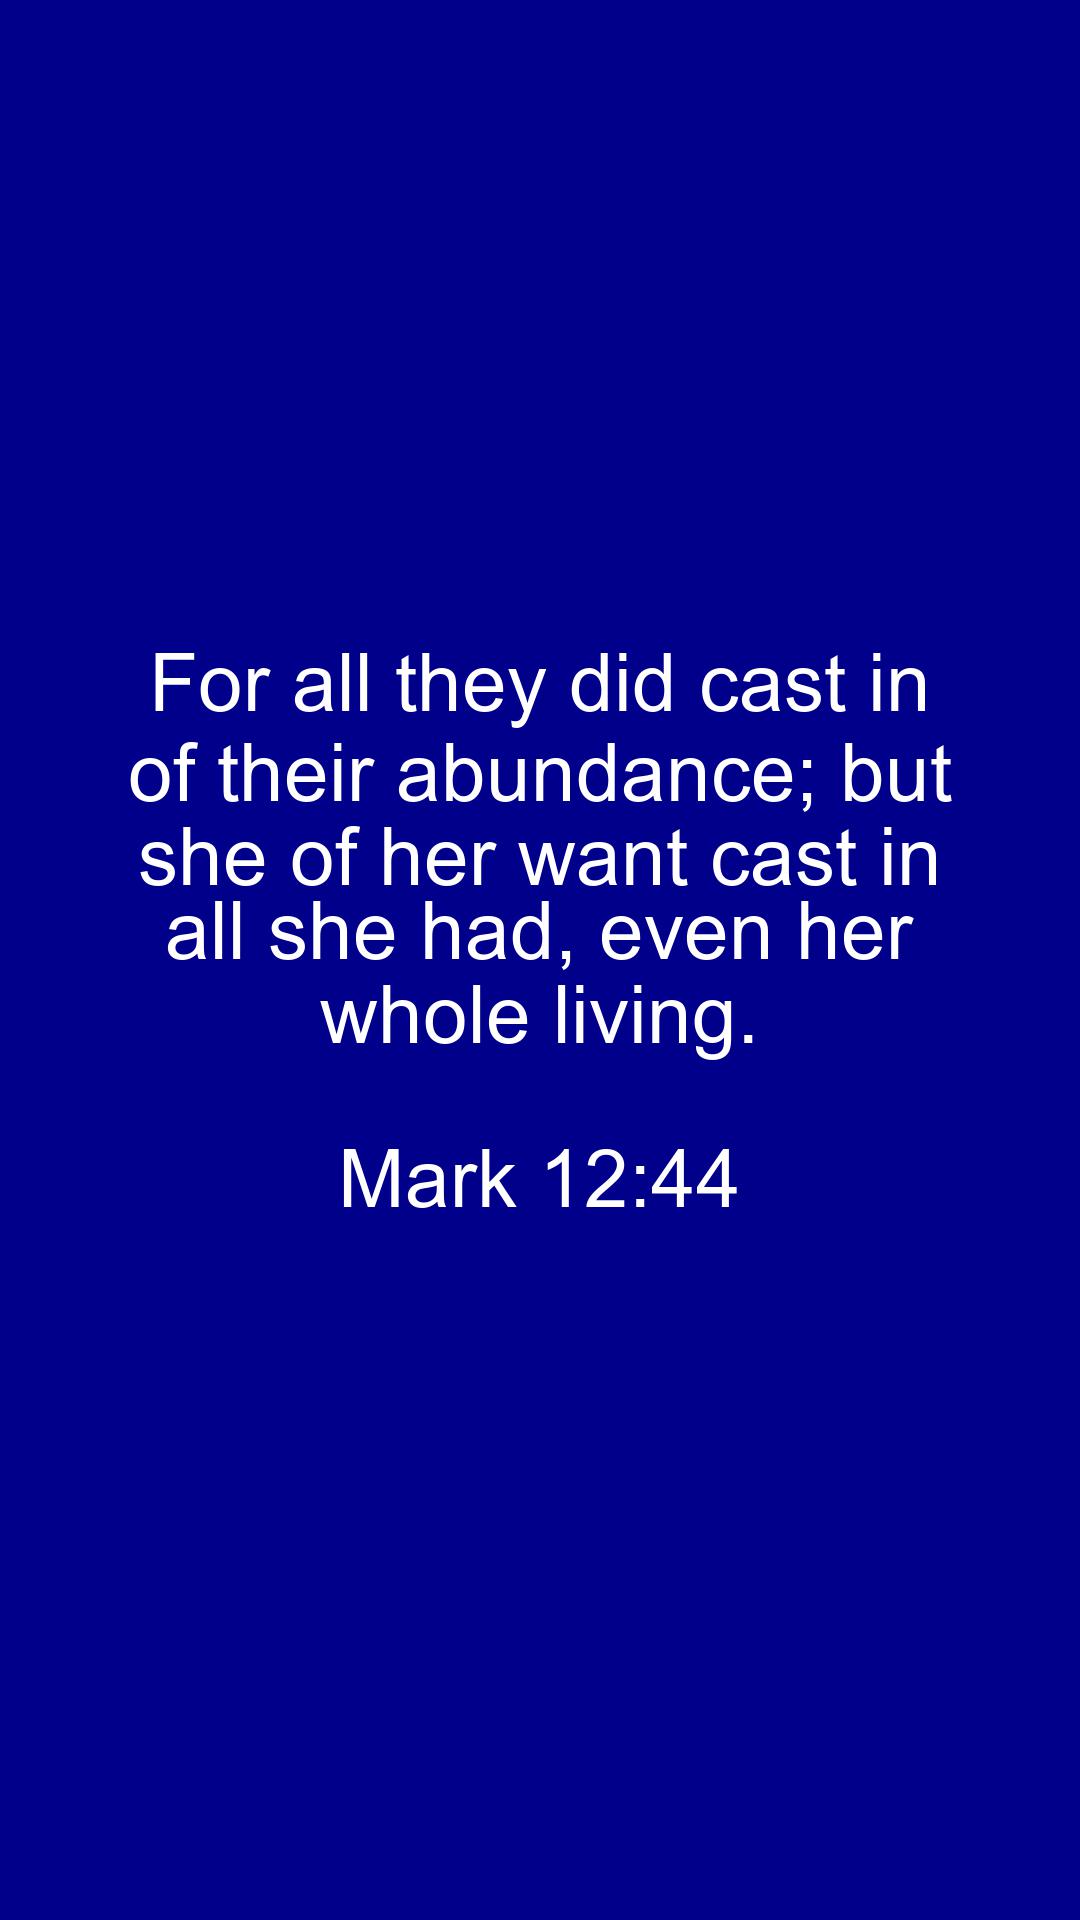 For all they did cast in
of their abundance; but
she of her want cast in
all she had, even her
whole living.
Mark 12:44